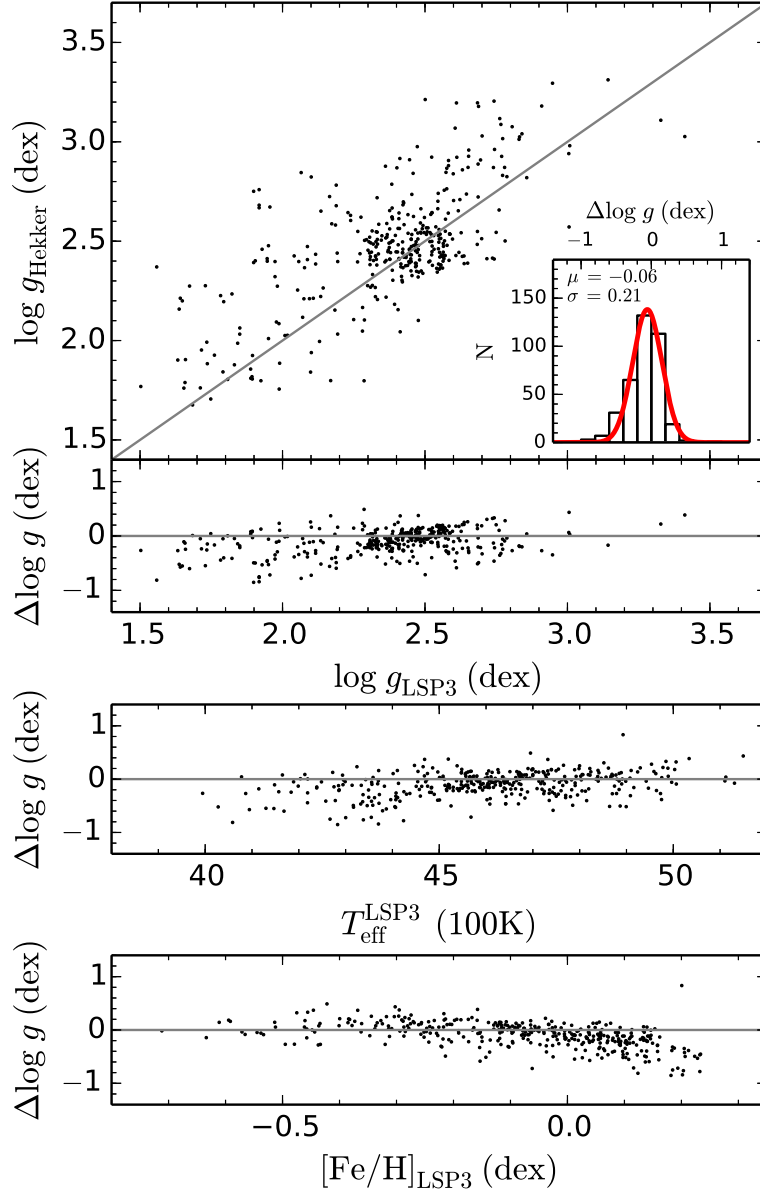 3.5
3.0
2.5
2.0
1.5
log g_Hekker (dex)
Δlog g (dex)
−1 0 1
μ = −0.06
σ = 0.21
150
100
50
0
N
1
0
−1
Δlog g (dex)
1.5 2.0 2.5 3.0 3.5
log g_LSP3 (dex)
1
0
−1
Δlog g (dex)
40 45 50
T_eff^LSP3 (100K)
1
0
−1
Δlog g (dex)
−0.5 0.0
[Fe/H]_LSP3 (dex)